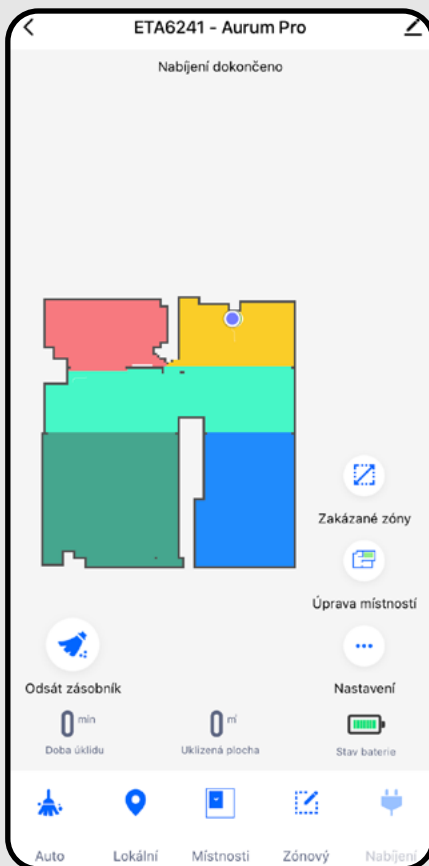 ETA6241 - Aurum Pro
Nabíjení dokončeno
Zakázané zóny
Úprava místností
Odsát zásobník
Nastavení
0 min
0 ㎡
Doba úklidu
Uklizená plocha
Stav baterie
Auto
Lokální
Místnosti
Zónový
Nabíjení